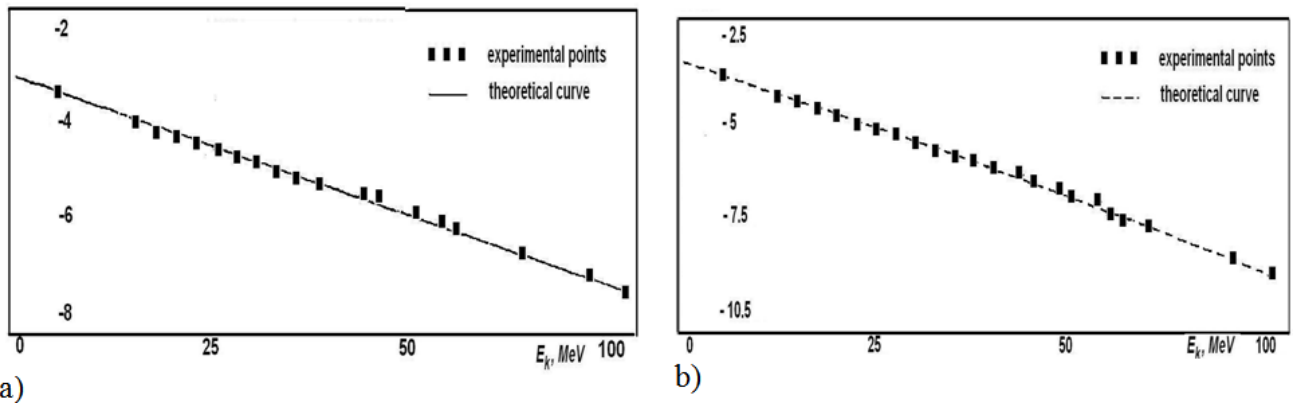 -2
experimental points
theoretical curve
-4
-6
-8
0 25 50 100
E_k, MeV
a)
- 2.5
experimental points
theoretical curve
- 5
- 7.5
- 10.5
0 25 50 100
E_k, MeV
b)